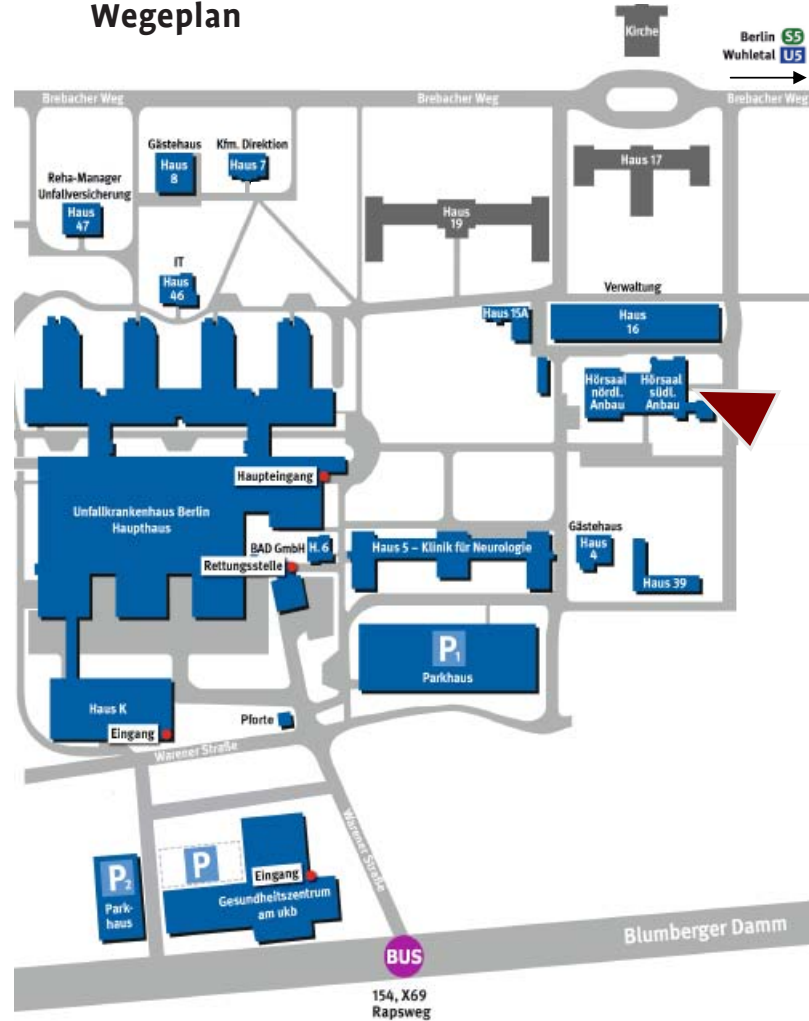 Wegeplan
Kirche
Berlin S5
Wuhletal U5
Brebacher Weg
Brebacher Weg
Brebacher Weg
Gästehaus
Haus
8
Kfm. Direktion
Haus 7
Haus 17
Reha-Manager
Unfallversicherung
Haus
47
Haus
19
IT
Haus
46
Verwaltung
Haus 15A
Haus
16
Hörsaal
nördl.
Anbau
Hörsaal
südl.
Anbau
Haupteingang
Unfallkrankenhaus Berlin
Haupthaus
BAD GmbH
H. 6
Haus 5 – Klinik für Neurologie
Gästehaus
Haus
4
Rettungsstelle
Haus 39
P1
Parkhaus
Haus K
Pforte
Eingang
Warener Straße
Warener Straße
P2
Park-
haus
P
Eingang
Gesundheitszentrum
am ukb
Blumberger Damm
BUS
154, X69
Rapsweg